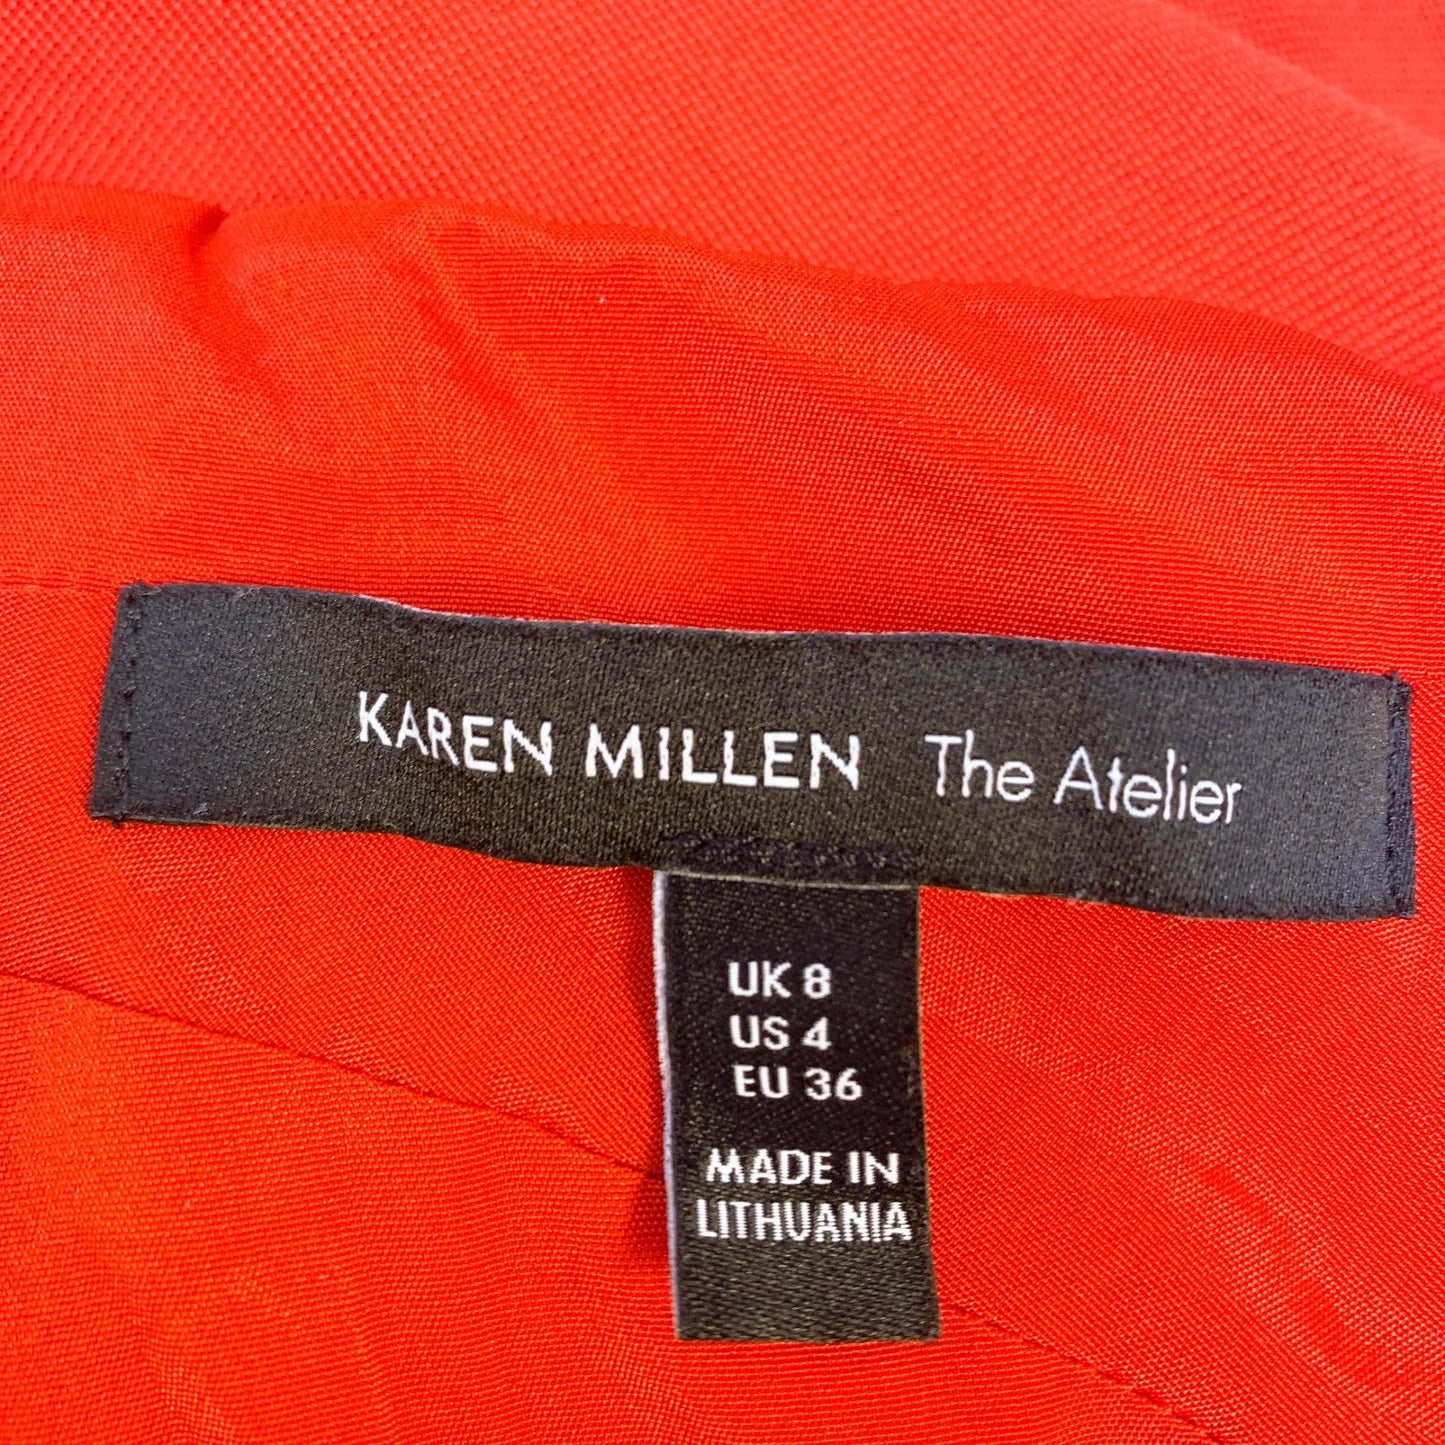 KAREN MILLEN The Atelier
UK 8
US 4
EU 36
MADE IN
LITHUANIA